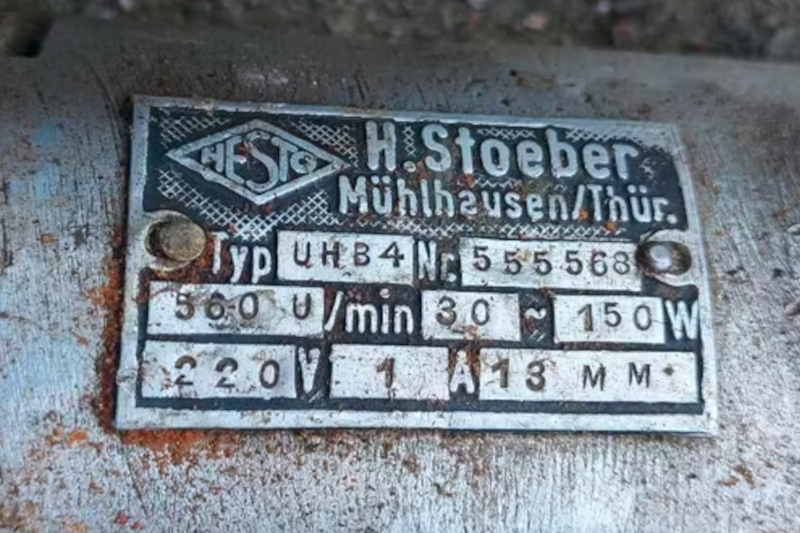 HESTO H. Stoeber
Mühlhausen/Thür.
Typ UHB4 Nr. 555568
560 U/min 30 ~ 150 W
220 V 1 A 13 MM